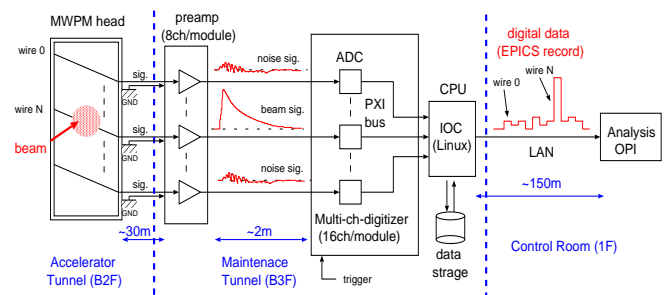 MWPM head
wire 0
wire N
beam
sig.
GND
sig.
sig.
GND
~30m
Accelerator
Tunnel (B2F)
preamp
(8ch/module)
noise sig.
beam sig.
noise sig.
~2m
Maintenace
Tunnel (B3F)
ADC
PXI
bus
Multi-ch-digitizer
(16ch/module)
trigger
CPU
IOC
(Linux)
data
strage
digital data
(EPICS record)
wire 0
wire N
LAN
Analysis
OPI
~150m
Control Room (1F)